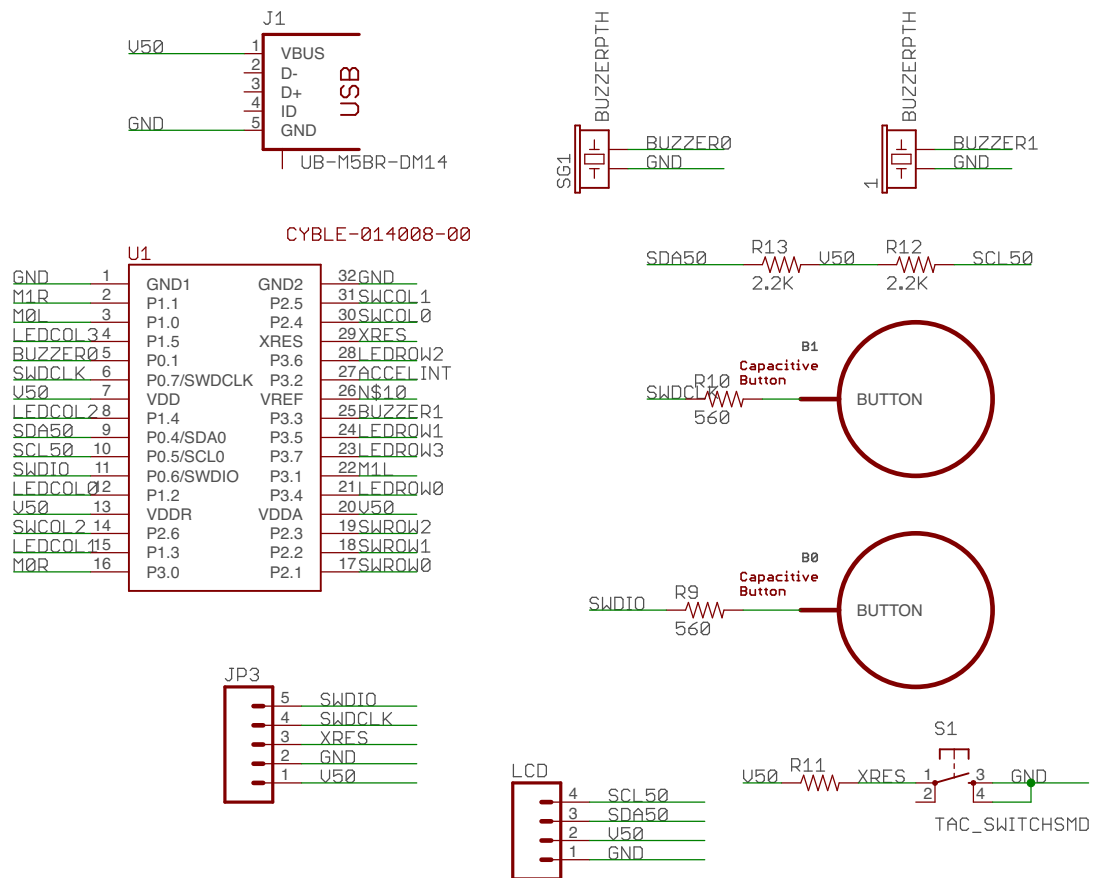 J1
V50 1 VBUS
2 D-
3 D+
4 ID
GND 5 GND
USB
UB-M5BR-DM14
BUZZERPTH
SG1
BUZZER0
GND
BUZZERPTH
1
BUZZER1
GND
CYBLE-014008-00
U1
GND 1 GND1 GND2 32 GND
M1R 2 P1.1 P2.5 31 SWCOL1
M0L 3 P1.0 P2.4 30 SWCOL0
LEDCOL3 4 P1.5 XRES 29 XRES
BUZZER0 5 P0.1 P3.6 28 LEDROW2
SWDCLK 6 P0.7/SWDCLK P3.2 27 ACCELINT
V50 7 VDD VREF 26 N$10
LEDCOL2 8 P1.4 P3.3 25 BUZZER1
SDA50 9 P0.4/SDA0 P3.5 24 LEDROW1
SCL50 10 P0.5/SCL0 P3.7 23 LEDROW3
SWDIO 11 P0.6/SWDIO P3.1 22 M1L
LEDCOL0 12 P1.2 P3.4 21 LEDROW0
V50 13 VDDR VDDA 20 V50
SWCOL2 14 P2.6 P2.3 19 SWROW2
LEDCOL1 15 P1.3 P2.2 18 SWROW1
M0R 16 P3.0 P2.1 17 SWROW0
R13 R12
SDA50 V50 SCL50
2.2K 2.2K
B1
Capacitive
Button
R10
SWDCLK
560
BUTTON
B0
Capacitive
Button
R9
SWDIO
560
BUTTON
JP3
5 SWDIO
4 SWDCLK
3 XRES
2 GND
1 V50
LCD
4 SCL50
3 SDA50
2 V50
1 GND
S1
V50 R11 XRES 1 3 GND
2 4
TAC_SWITCHSMD